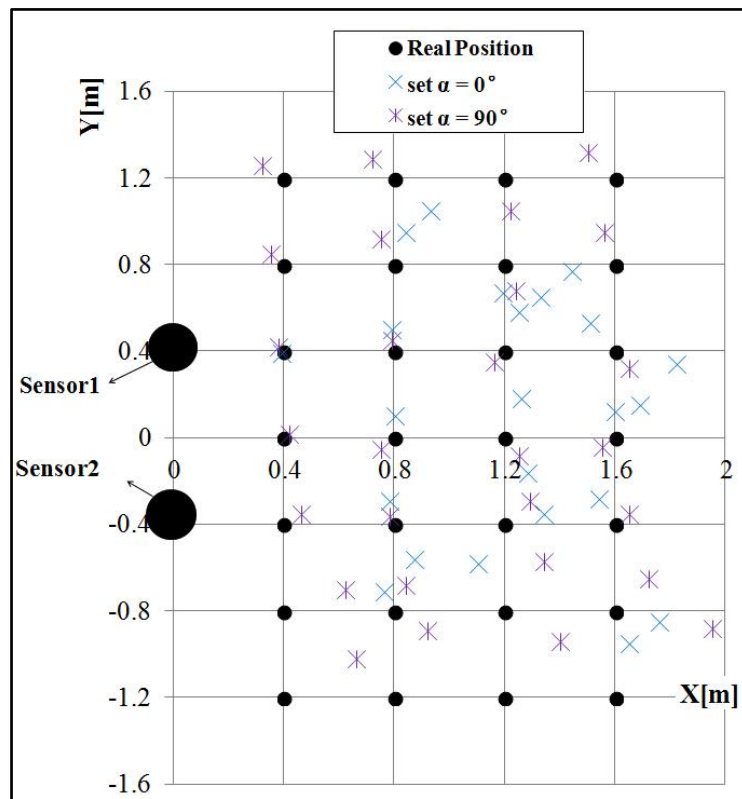 Real Position
set α = 0°
set α = 90°
Y[m]
1.6
1.2
0.8
0.4
Sensor1
0
0 0.4 0.8 1.2 1.6 2
Sensor2
-0.4
-0.8
X[m]
-1.2
-1.6